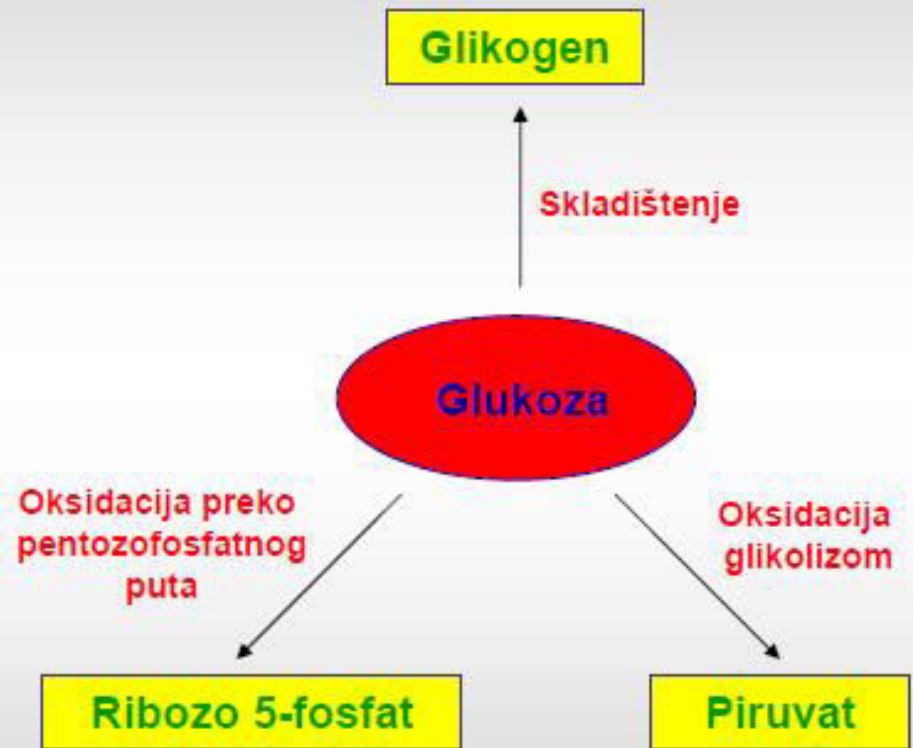 Glikogen
Skladištenje
Glukoza
Oksidacija preko
pentozofosfatnog
puta
Oksidacija
glikolizom
Ribozo 5-fosfat
Piruvat